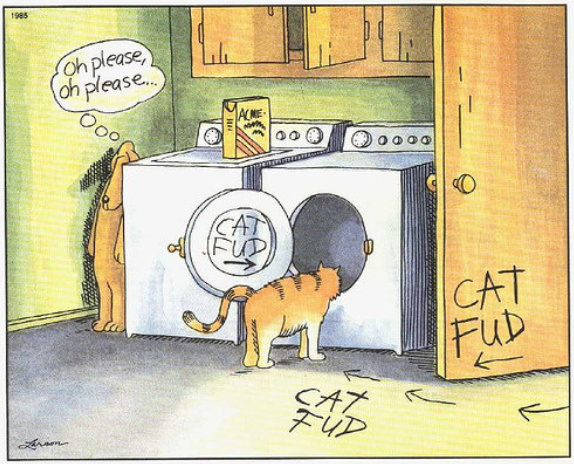 1985
Oh please,
oh please...
ACME
CAT
FUD
CAT
FUD
CAT
FUD
Larson